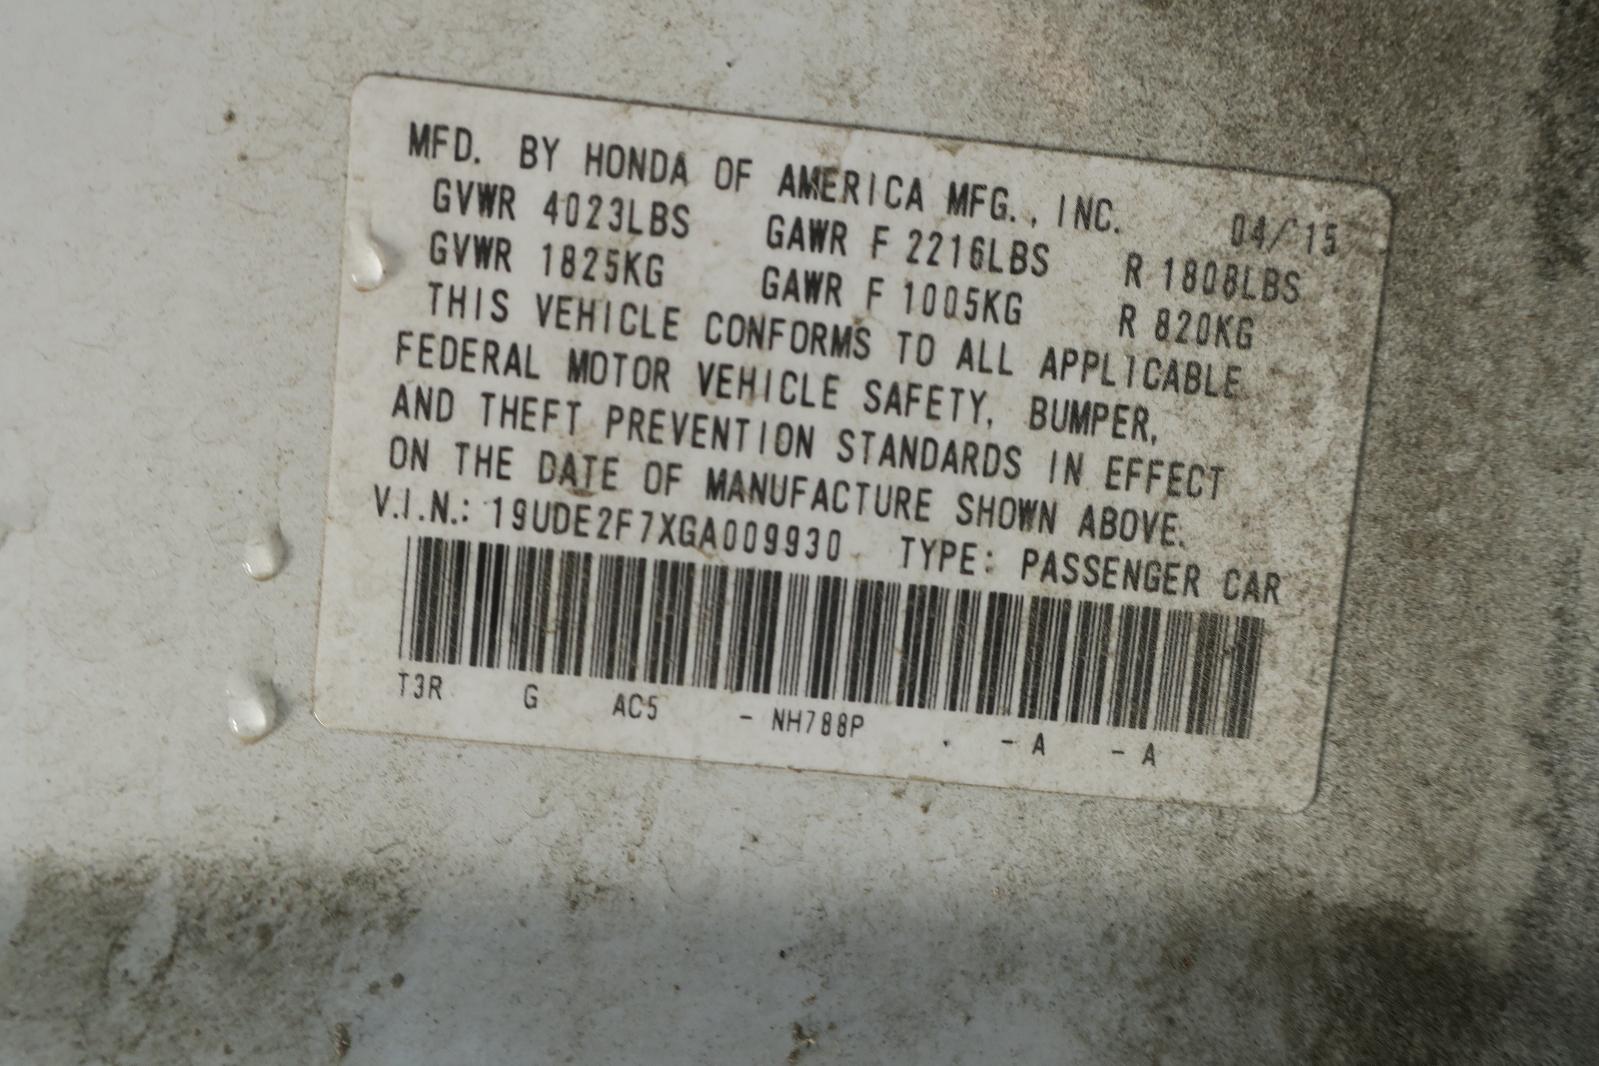 MFD. BY HONDA OF AMERICA MFG., INC. 04/'15
GVWR 4023LBS GAWR F 2216LBS R 1808LBS
GVWR 1825KG GAWR F 1005KG R 820KG
THIS VEHICLE CONFORMS TO ALL APPLICABLE
FEDERAL MOTOR VEHICLE SAFETY, BUMPER,
AND THEFT PREVENTION STANDARDS IN EFFECT
ON THE DATE OF MANUFACTURE SHOWN ABOVE.
V.I.N.: 19UDE2F7XGA009930 TYPE: PASSENGER CAR
T3R G AC5 - NH788P . - A - A